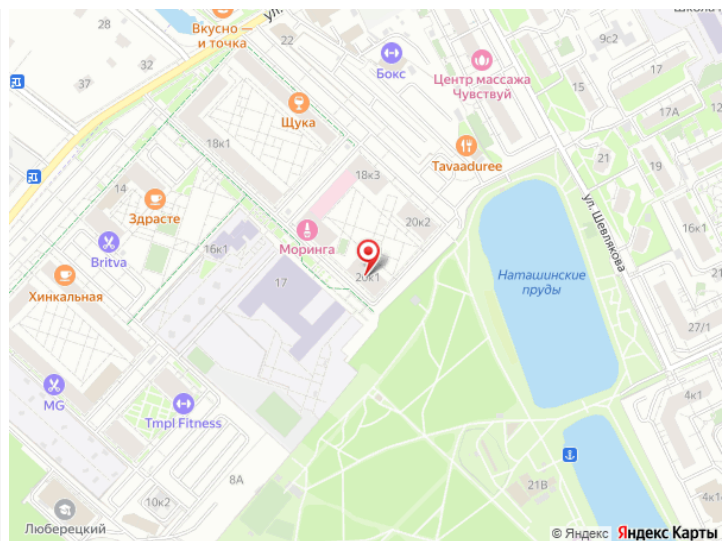 28
Вкусно —
и точка
ул.
22
37
32
Бокс
Центр массажа
Чувствуй
9с2
17
15
17А
Щука
Tavaaduree
21
19
18к1
18к3
14
Здрасте
20к2
ул. Шевлякова
16к1
Britva
16к1
Моринга
20к1
17
Наташинские
пруды
Хинкальная
27/1
MG
Tmpl Fitness
4к1
8А
21В
10к2
4к1
Люберецкий
© Яндекс Яндекс Карты